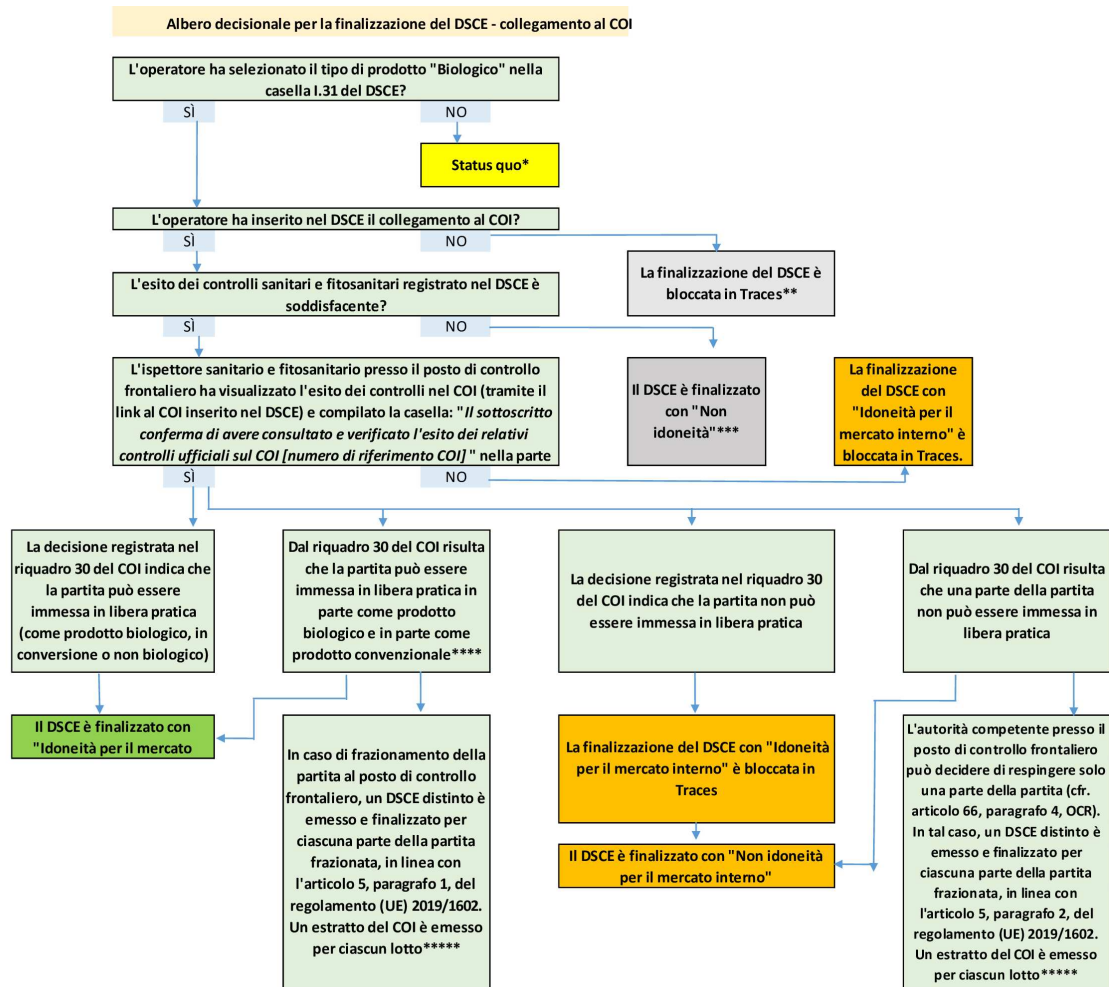 Albero decisionale per la finalizzazione del DSCE - collegamento al COI
L'operatore ha selezionato il tipo di prodotto "Biologico" nella
casella I.31 del DSCE?
SÌ
NO
Status quo*
L'operatore ha inserito nel DSCE il collegamento al COI?
SÌ
NO
La finalizzazione del DSCE è
bloccata in Traces**
L'esito dei controlli sanitari e fitosanitari registrato nel DSCE è
soddisfacente?
SÌ
NO
L'ispettore sanitario e fitosanitario presso il posto di controllo
frontaliero ha visualizzato l'esito dei controlli nel COI (tramite il
link al COI inserito nel DSCE) e compilato la casella: "Il sottoscritto
conferma di avere consultato e verificato l'esito dei relativi
controlli ufficiali sul COI [numero di riferimento COI] " nella parte
Il DSCE è finalizzato
con "Non
idoneità"***
La finalizzazione
del DSCE con
"Idoneità per il
mercato interno" è
bloccata in Traces.
SÌ
NO
La decisione registrata nel
riquadro 30 del COI indica che
la partita può essere
immessa in libera pratica
(come prodotto biologico, in
conversione o non biologico)
Dal riquadro 30 del COI risulta
che la partita può essere
immessa in libera pratica in
parte come prodotto
biologico e in parte come
prodotto convenzionale****
La decisione registrata nel riquadro 30
del COI indica che la partita non può
essere immessa in libera pratica
Dal riquadro 30 del COI risulta
che una parte della partita
non può essere immessa in
libera pratica
Il DSCE è finalizzato con
"Idoneità per il mercato
In caso di frazionamento della
partita al posto di controllo
frontaliero, un DSCE distinto è
emesso e finalizzato per
ciascuna parte della partita
frazionata, in linea con
l'articolo 5, paragrafo 1, del
regolamento (UE) 2019/1602.
Un estratto del COI è emesso
per ciascun lotto*****
La finalizzazione del DSCE con "Idoneità
per il mercato interno" è bloccata in
Traces
Il DSCE è finalizzato con "Non idoneità
per il mercato interno"
L'autorità competente presso il
posto di controllo frontaliero
può decidere di respingere solo
una parte della partita (cfr.
articolo 66, paragrafo 4, OCR).
In tal caso, un DSCE distinto è
emesso e finalizzato per
ciascuna parte della partita
frazionata, in linea con
l'articolo 5, paragrafo 2, del
regolamento (UE) 2019/1602.
Un estratto del COI è emesso
per ciascun lotto*****